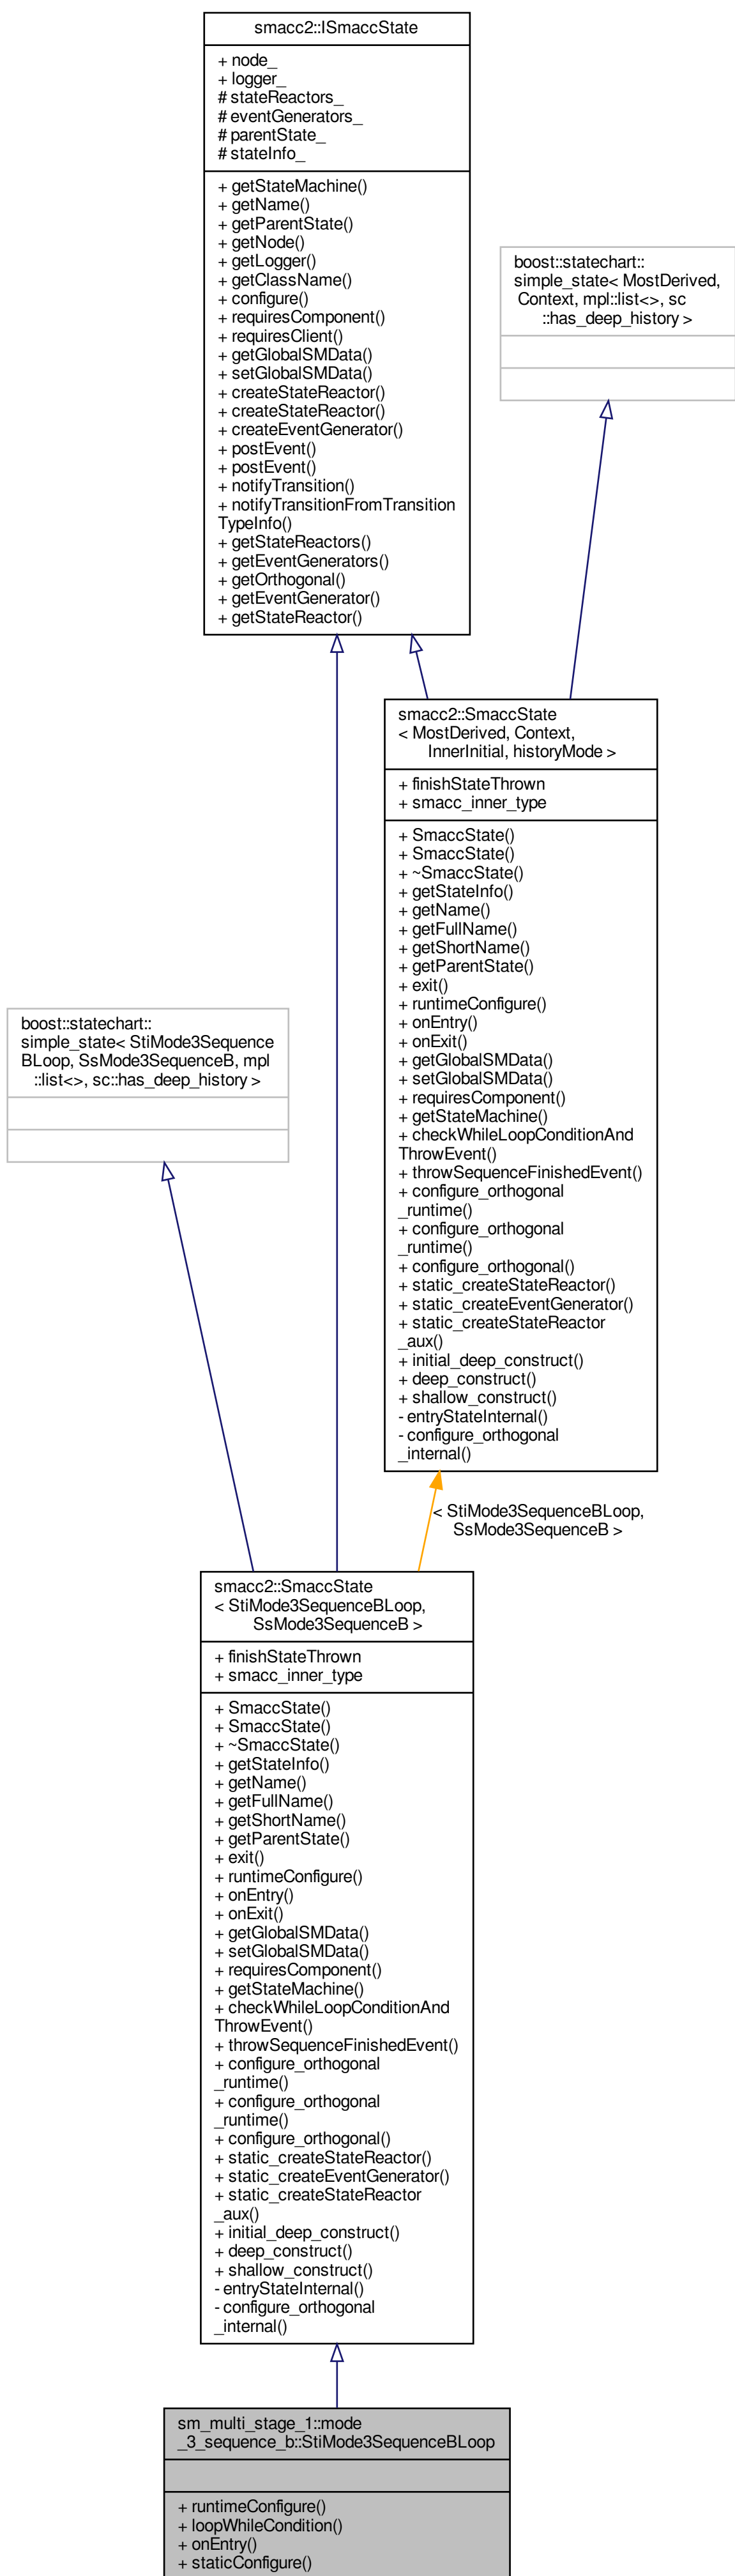 smacc2::ISmaccState
+ node_
+ logger_
# stateReactors_
# eventGenerators_
# parentState_
# stateInfo_
+ getStateMachine()
+ getName()
+ getParentState()
+ getNode()
+ getLogger()
+ getClassName()
+ configure()
+ requiresComponent()
+ requiresClient()
+ getGlobalSMData()
+ setGlobalSMData()
+ createStateReactor()
+ createStateReactor()
+ createEventGenerator()
+ postEvent()
+ postEvent()
+ notifyTransition()
+ notifyTransitionFromTransition
TypeInfo()
+ getStateReactors()
+ getEventGenerators()
+ getOrthogonal()
+ getEventGenerator()
+ getStateReactor()
boost::statechart::
simple_state< MostDerived,
Context, mpl::list<>, sc
::has_deep_history >
smacc2::SmaccState
< MostDerived, Context,
InnerInitial, historyMode >
+ finishStateThrown
+ smacc_inner_type
+ SmaccState()
+ SmaccState()
+ ~SmaccState()
+ getStateInfo()
+ getName()
+ getFullName()
+ getShortName()
+ getParentState()
+ exit()
+ runtimeConfigure()
+ onEntry()
+ onExit()
+ getGlobalSMData()
+ setGlobalSMData()
+ requiresComponent()
+ getStateMachine()
+ checkWhileLoopConditionAnd
ThrowEvent()
+ throwSequenceFinishedEvent()
+ configure_orthogonal
_runtime()
+ configure_orthogonal
_runtime()
+ configure_orthogonal()
+ static_createStateReactor()
+ static_createEventGenerator()
+ static_createStateReactor
_aux()
+ initial_deep_construct()
+ deep_construct()
+ shallow_construct()
- entryStateInternal()
- configure_orthogonal
_internal()
boost::statechart::
simple_state< StiMode3Sequence
BLoop, SsMode3SequenceB, mpl
::list<>, sc::has_deep_history >
< StiMode3SequenceBLoop,
SsMode3SequenceB >
smacc2::SmaccState
< StiMode3SequenceBLoop,
SsMode3SequenceB >
+ finishStateThrown
+ smacc_inner_type
+ SmaccState()
+ SmaccState()
+ ~SmaccState()
+ getStateInfo()
+ getName()
+ getFullName()
+ getShortName()
+ getParentState()
+ exit()
+ runtimeConfigure()
+ onEntry()
+ onExit()
+ getGlobalSMData()
+ setGlobalSMData()
+ requiresComponent()
+ getStateMachine()
+ checkWhileLoopConditionAnd
ThrowEvent()
+ throwSequenceFinishedEvent()
+ configure_orthogonal
_runtime()
+ configure_orthogonal
_runtime()
+ configure_orthogonal()
+ static_createStateReactor()
+ static_createEventGenerator()
+ static_createStateReactor
_aux()
+ initial_deep_construct()
+ deep_construct()
+ shallow_construct()
- entryStateInternal()
- configure_orthogonal
_internal()
sm_multi_stage_1::mode
_3_sequence_b::StiMode3SequenceBLoop
+ runtimeConfigure()
+ loopWhileCondition()
+ onEntry()
+ staticConfigure()